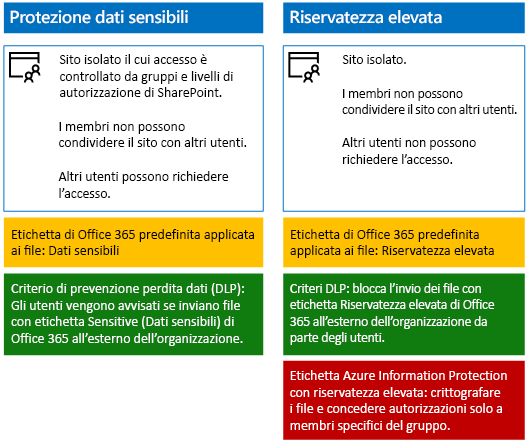 Protezione dati sensibili
Sito isolato il cui accesso è
controllato da gruppi e livelli di
autorizzazione di SharePoint.
I membri non possono
condividere il sito con altri utenti.
Altri utenti possono richiedere
l’accesso.
Etichetta di Office 365 predefinita applicata
ai file: Dati sensibili
Criterio di prevenzione perdita dati (DLP):
Gli utenti vengono avvisati se inviano file
con etichetta Sensitive (Dati sensibili) di
Office 365 all’esterno dell’organizzazione.
Riservatezza elevata
Sito isolato.
I membri non possono
condividere il sito con altri utenti.
Altri utenti non possono
richiedere l’accesso.
Etichetta di Office 365 predefinita
applicata ai file: Riservatezza elevata
Criteri DLP: blocca l’invio dei file con
etichetta Riservatezza elevata di Office
365 all’esterno dell’organizzazione da
parte degli utenti.
Etichetta Azure Information Protection
con riservatezza elevata: crittografare
i file e concedere autorizzazioni solo a
membri specifici del gruppo.